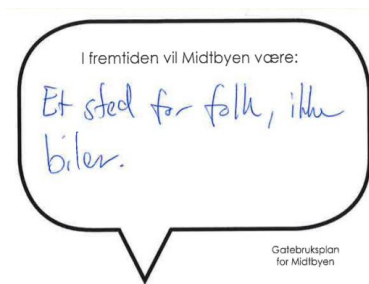 I fremtiden vil Midtbyen være:
Et sted for folk, ikke
biler.
Gatebruksplan
for Midtbyen